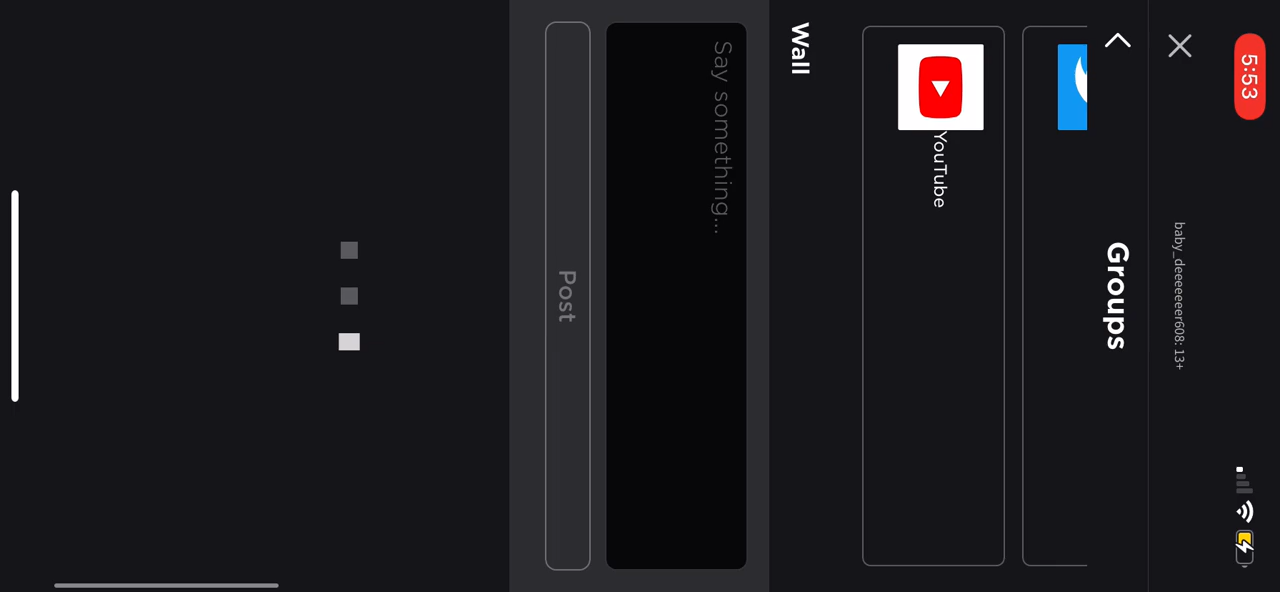 5:53
baby_deeeeeeer608: 13+
Groups
YouTube
Wall
Say something...
Post